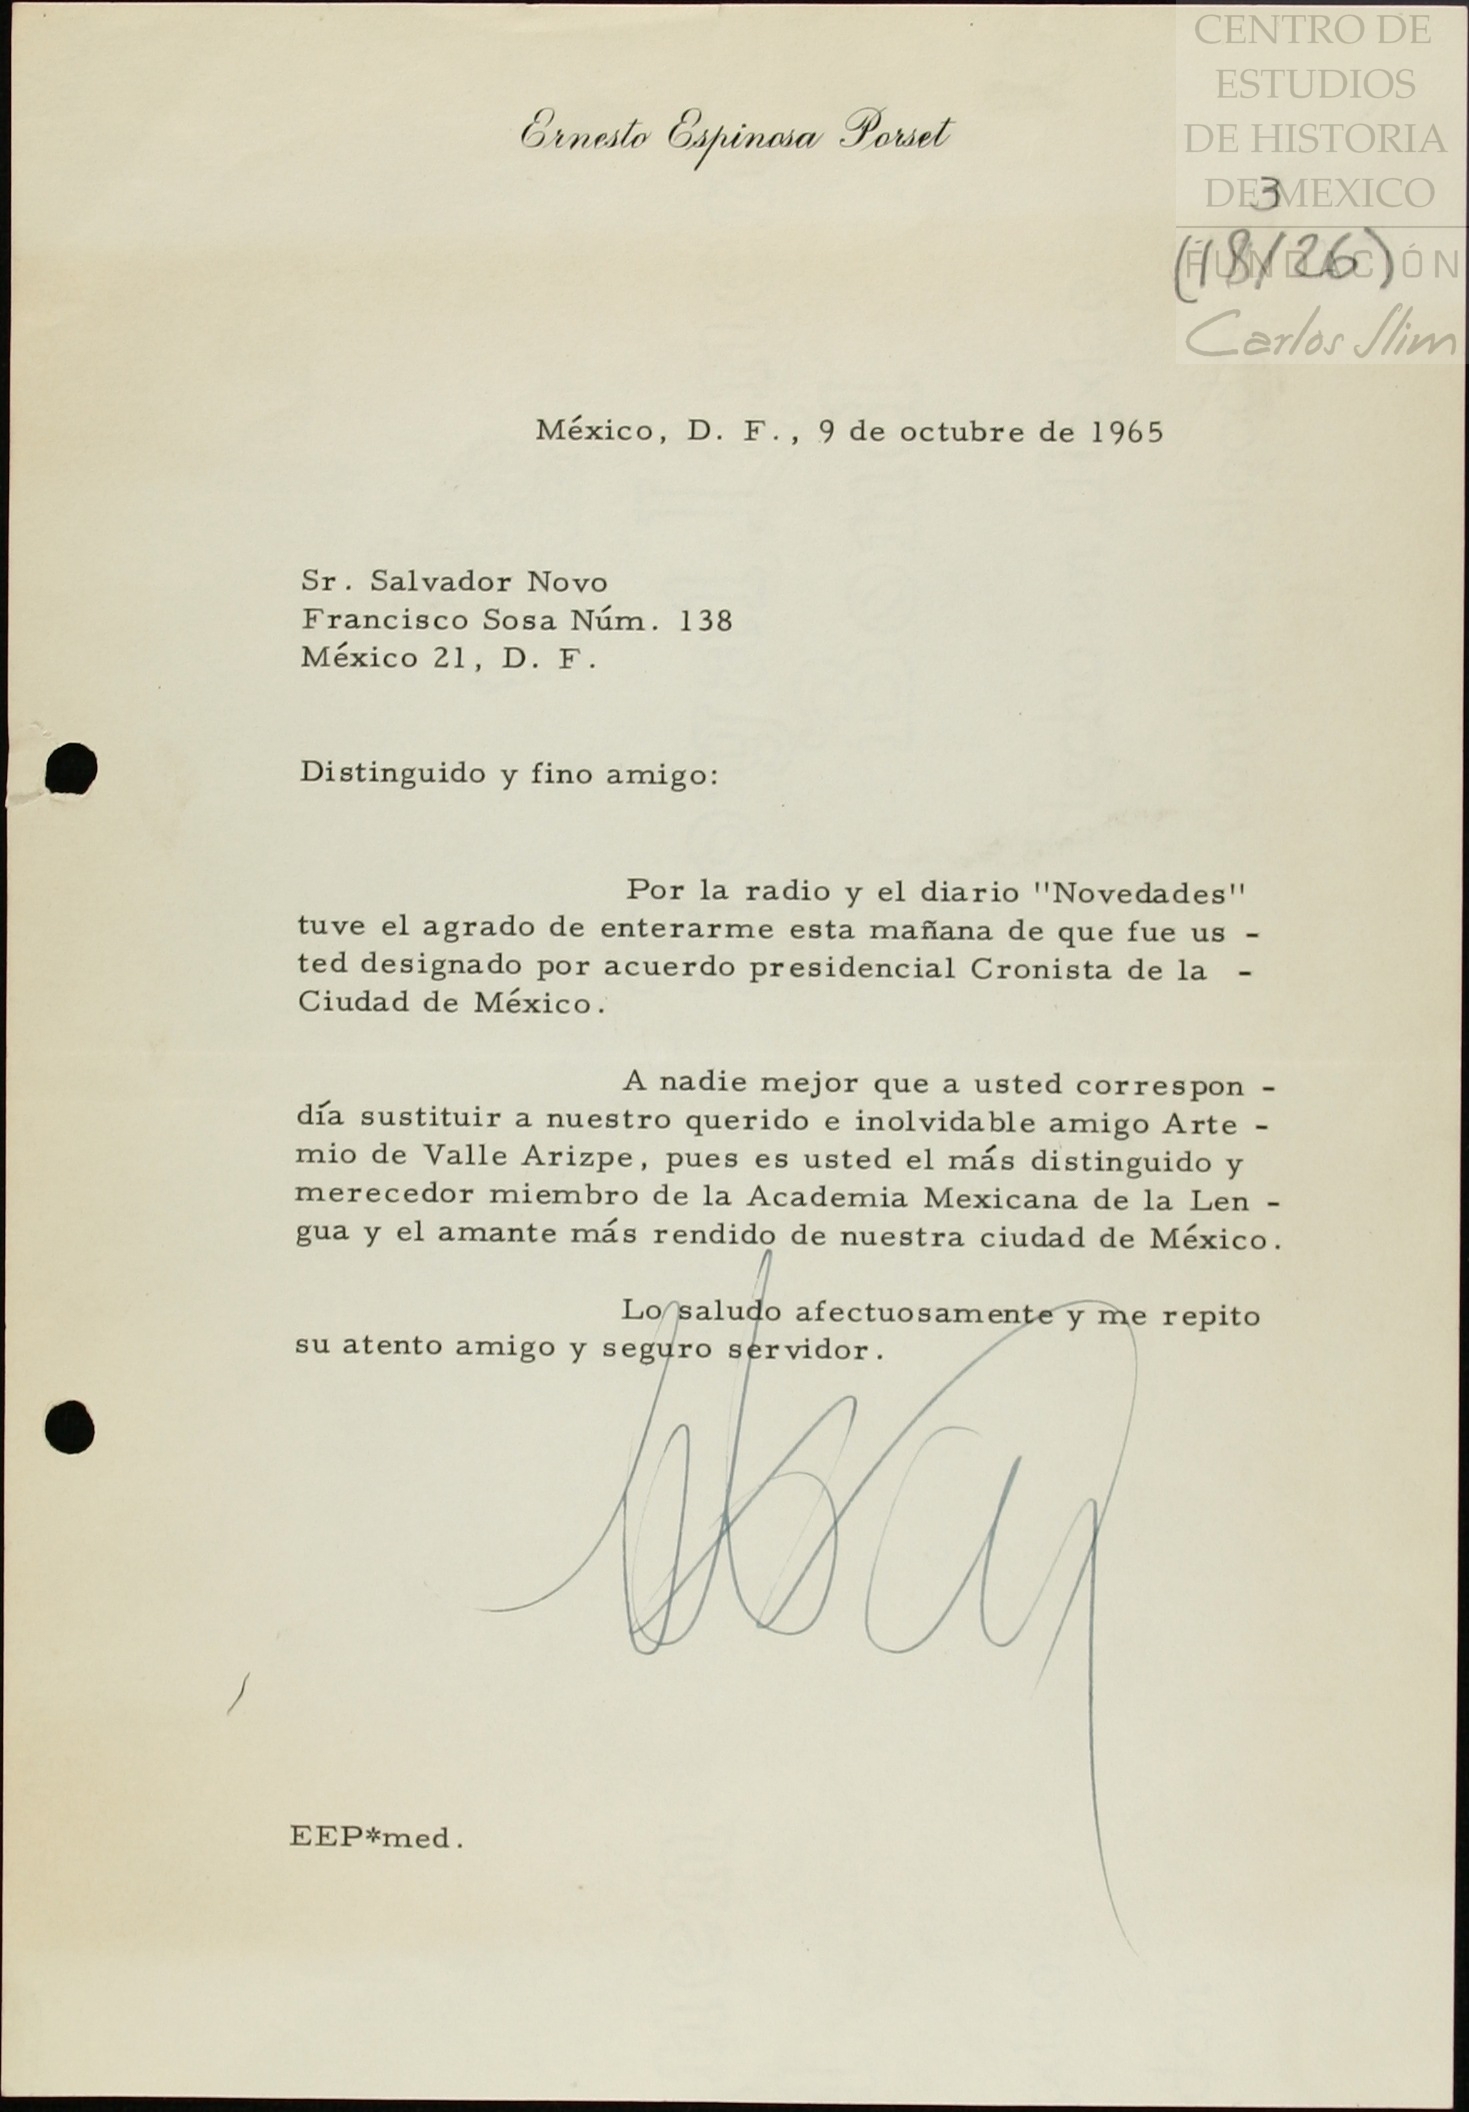 CENTRO DE
ESTUDIOS
DE HISTORIA
DE MEXICO
FUNDACIÓN
Carlos Slim
3
(18/26)
Ernesto Espinosa Porset
México, D. F., 9 de octubre de 1965
Sr. Salvador Novo
Francisco Sosa Núm. 138
México 21, D. F.
Distinguido y fino amigo:
Por la radio y el diario "Novedades"
tuve el agrado de enterarme esta mañana de que fue us -
ted designado por acuerdo presidencial Cronista de la -
Ciudad de México.
A nadie mejor que a usted correspon -
día sustituir a nuestro querido e inolvidable amigo Arte -
mio de Valle Arizpe, pues es usted el más distinguido y
merecedor miembro de la Academia Mexicana de la Len -
gua y el amante más rendido de nuestra ciudad de México.
Lo saludo afectuosamente y me repito
su atento amigo y seguro servidor.
EEP*med.